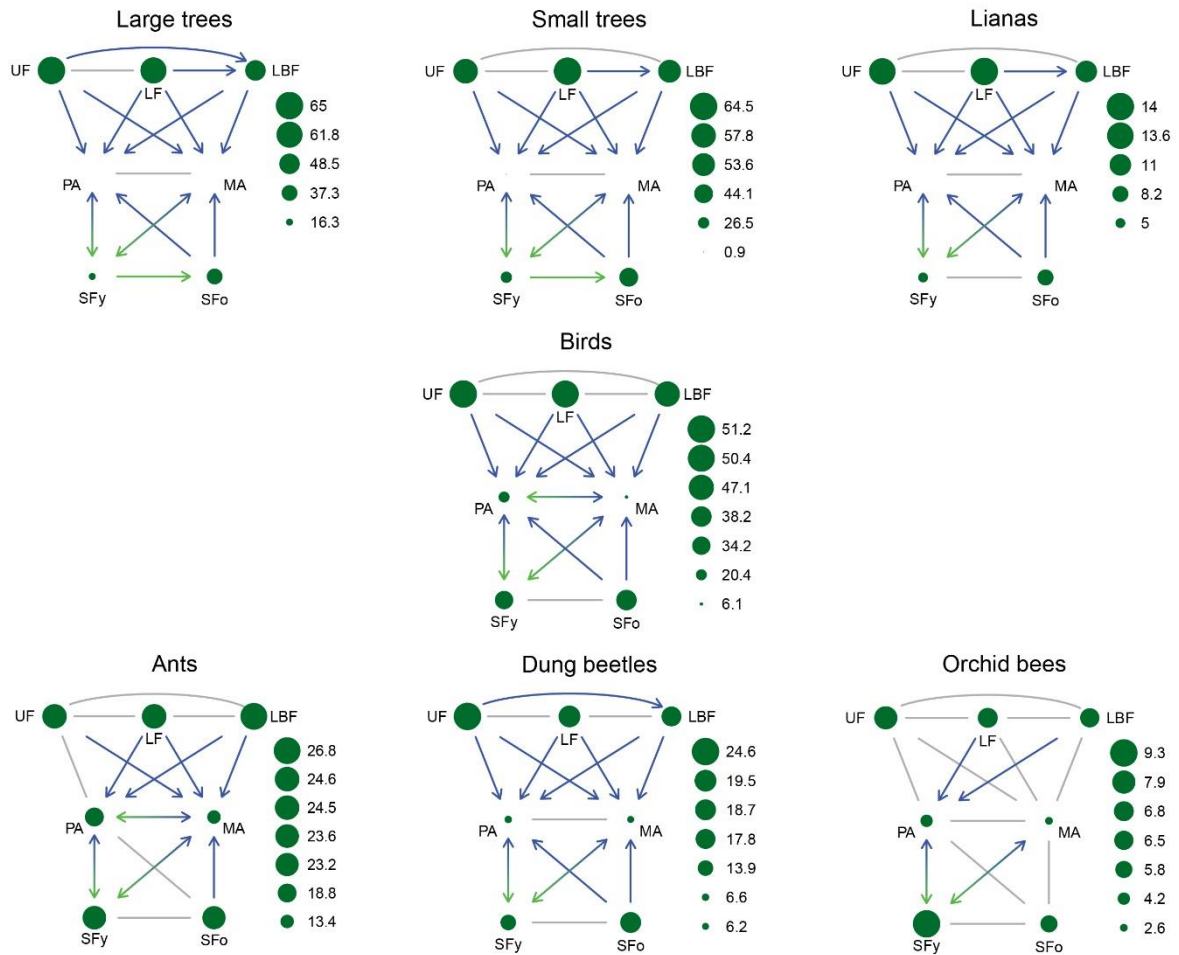 Large trees
UF
LF
LBF
65
61.8
48.5
37.3
16.3
PA
MA
SFy
SFo
Small trees
UF
LF
LBF
64.5
57.8
53.6
44.1
26.5
0.9
PA
MA
SFy
SFo
Lianas
UF
LF
LBF
14
13.6
11
8.2
5
PA
MA
SFy
SFo
Birds
UF
LF
LBF
51.2
50.4
47.1
38.2
34.2
20.4
6.1
PA
MA
SFy
SFo
Ants
UF
LF
LBF
26.8
24.6
24.5
23.6
23.2
18.8
13.4
PA
MA
SFy
SFo
Dung beetles
UF
LF
LBF
24.6
19.5
18.7
17.8
13.9
6.6
6.2
PA
MA
SFy
SFo
Orchid bees
UF
LF
LBF
9.3
7.9
6.8
6.5
5.8
4.2
2.6
PA
MA
SFy
SFo